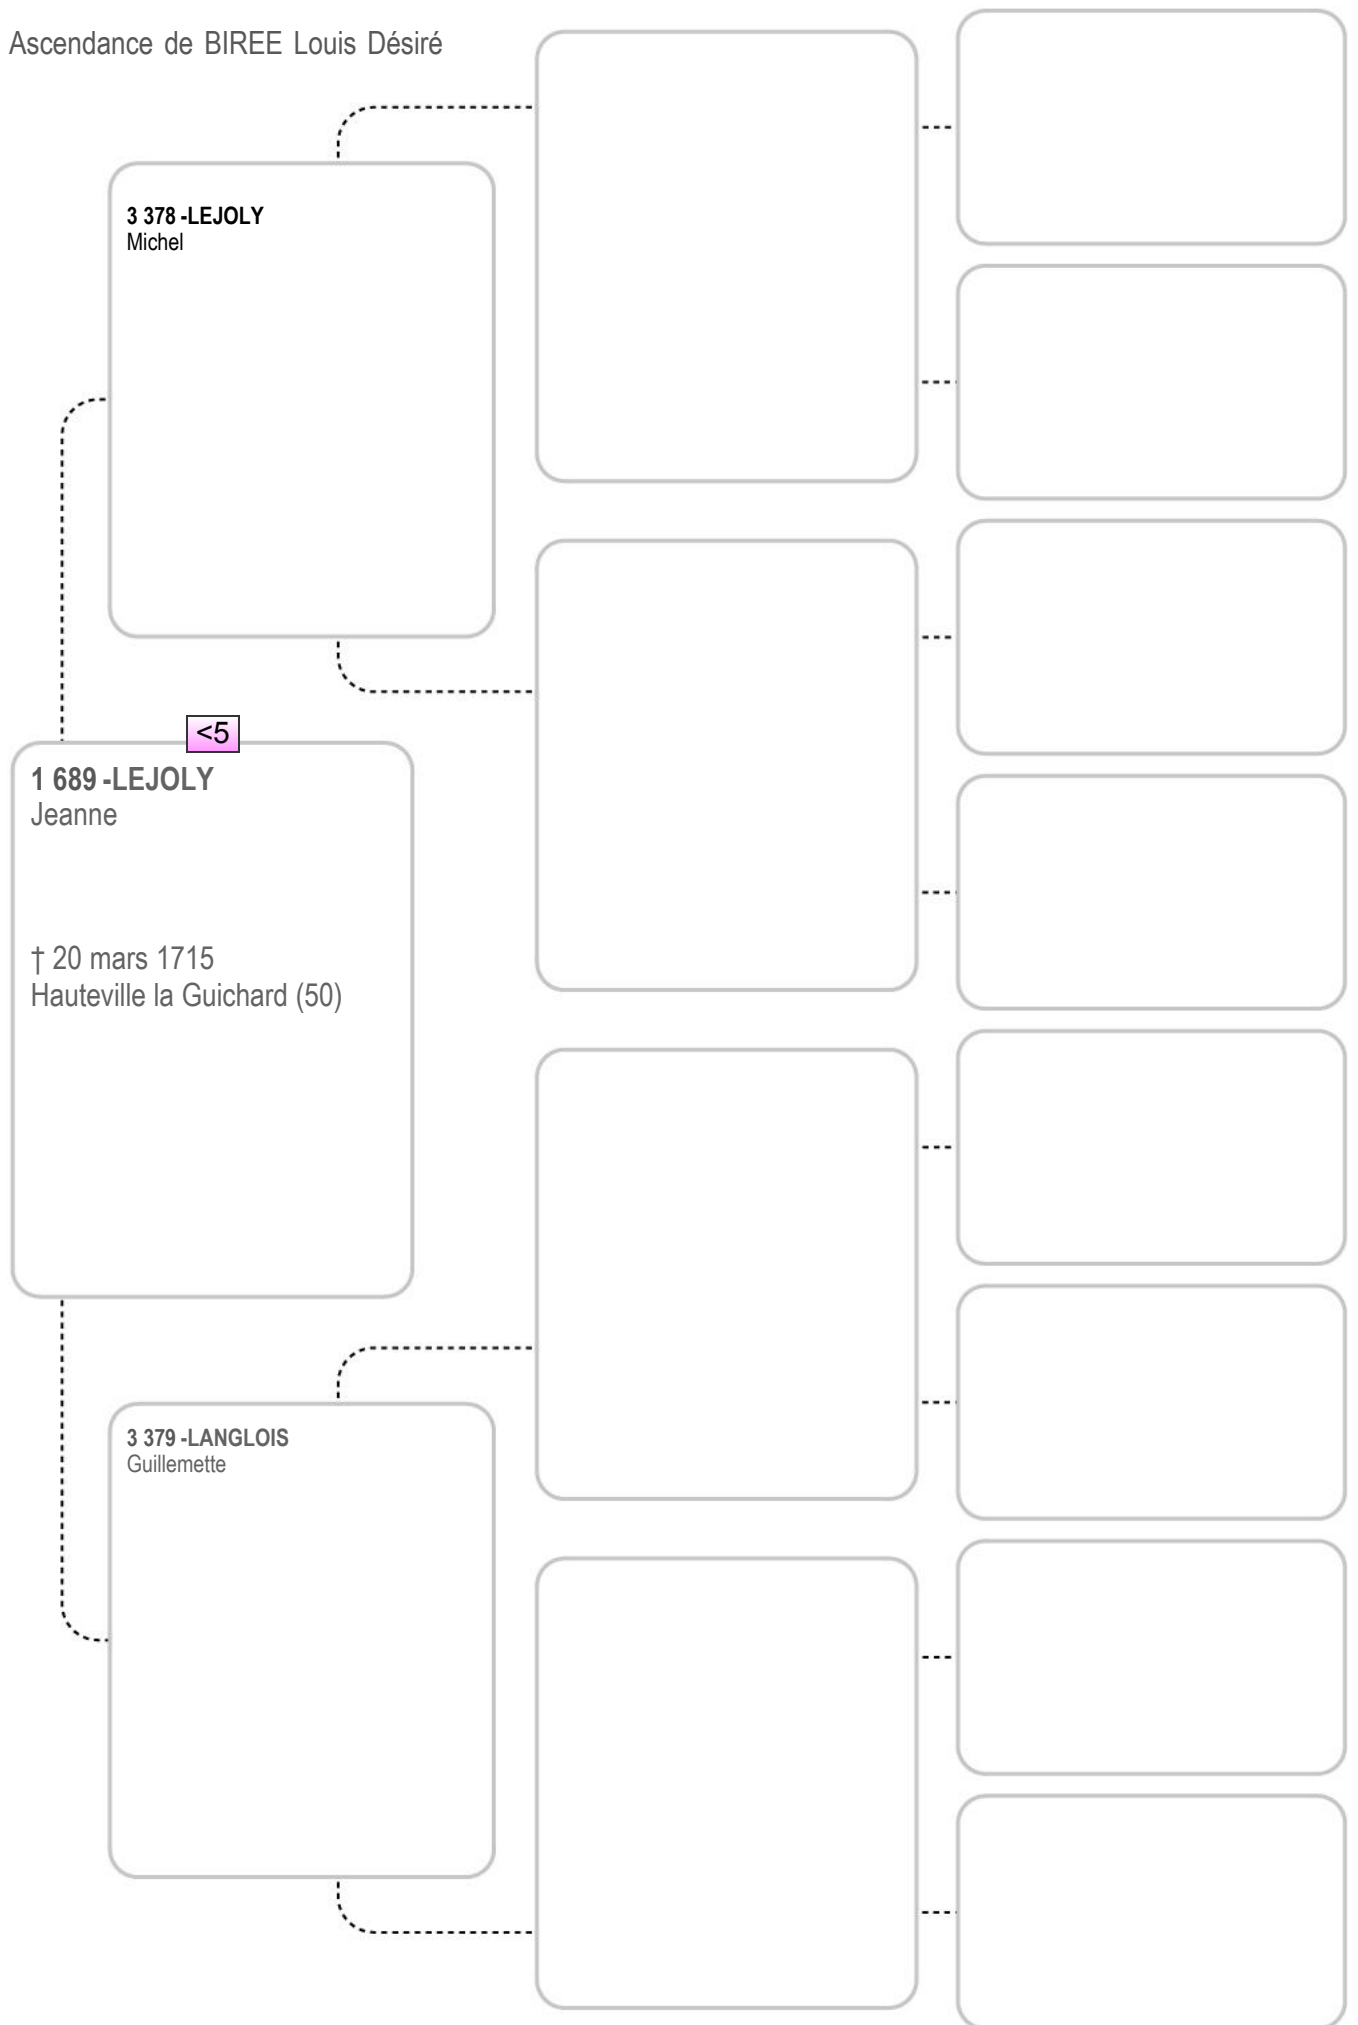 Ascendance de BIREE Louis Désiré
3 378 -LEJOLY
Michel
<5
1 689 -LEJOLY
Jeanne
† 20 mars 1715
Hauteville la Guichard (50)
3 379 -LANGLOIS
Guillemette